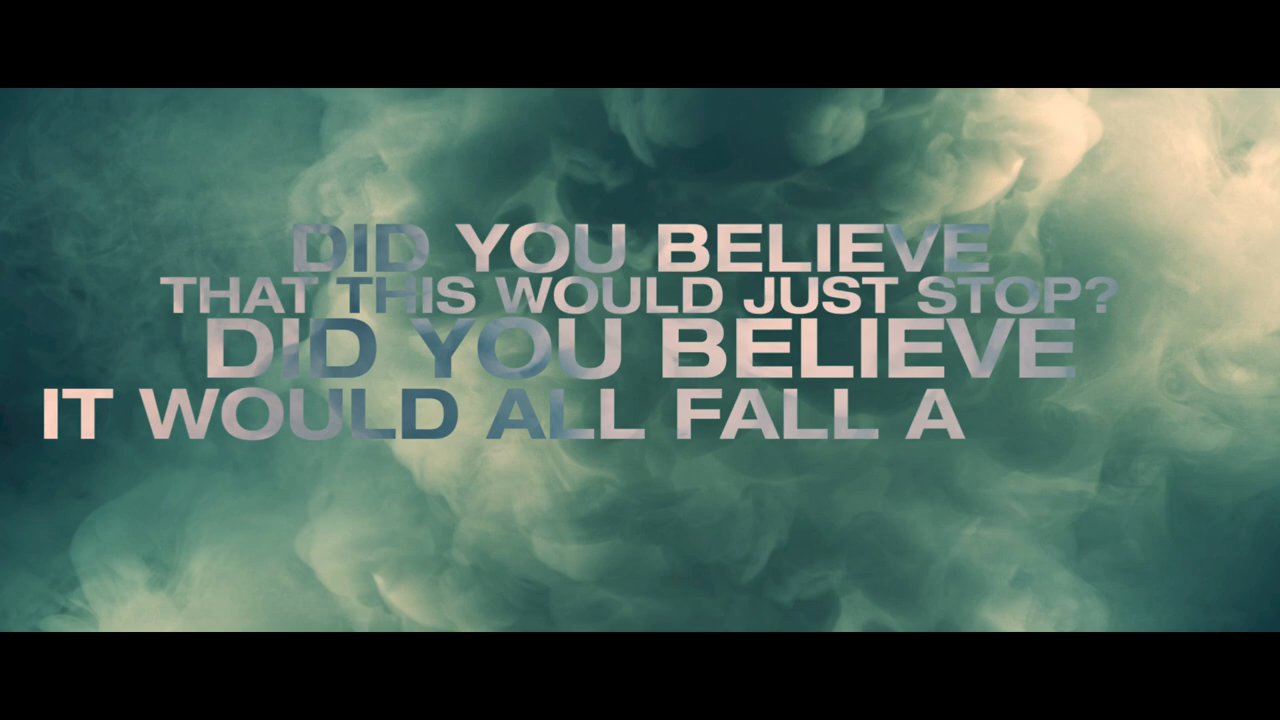 DID YOU BELIEVE
THAT THIS WOULD JUST STOP?
DID YOU BELIEVE
IT WOULD ALL FALL A